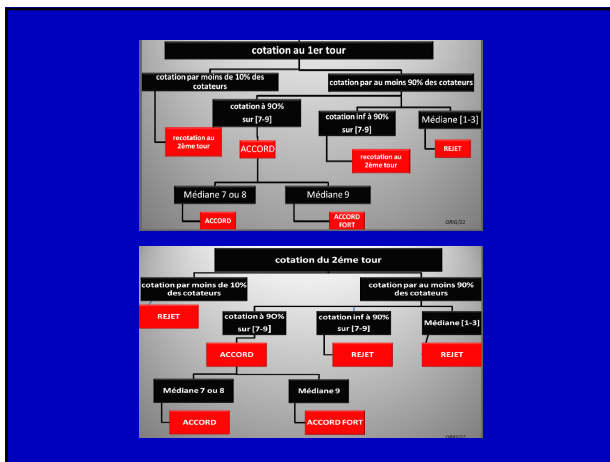 cotation au 1er tour
cotation par moins de 10% des
cotateurs
cotation par au moins 90% des cotateurs
cotation à 90%
sur [7-9]
cotation inf à 90%
sur [7-9]
Médiane [1-3]
recotation au
2ème tour
ACCORD
recotation au
2ème tour
REJET
Médiane 7 ou 8
Médiane 9
ACCORD
ACCORD
FORT
ORIG/22
cotation du 2éme tour
cotation par moins de 10%
des cotateurs
cotation par au moins 90%
des cotateurs
REJET
cotation à 90%
sur [7-9]
cotation inf à 90%
sur [7-9]
Médiane [1-3]
ACCORD
REJET
REJET
Médiane 7 ou 8
Médiane 9
ACCORD
ACCORD FORT
ORIG/22